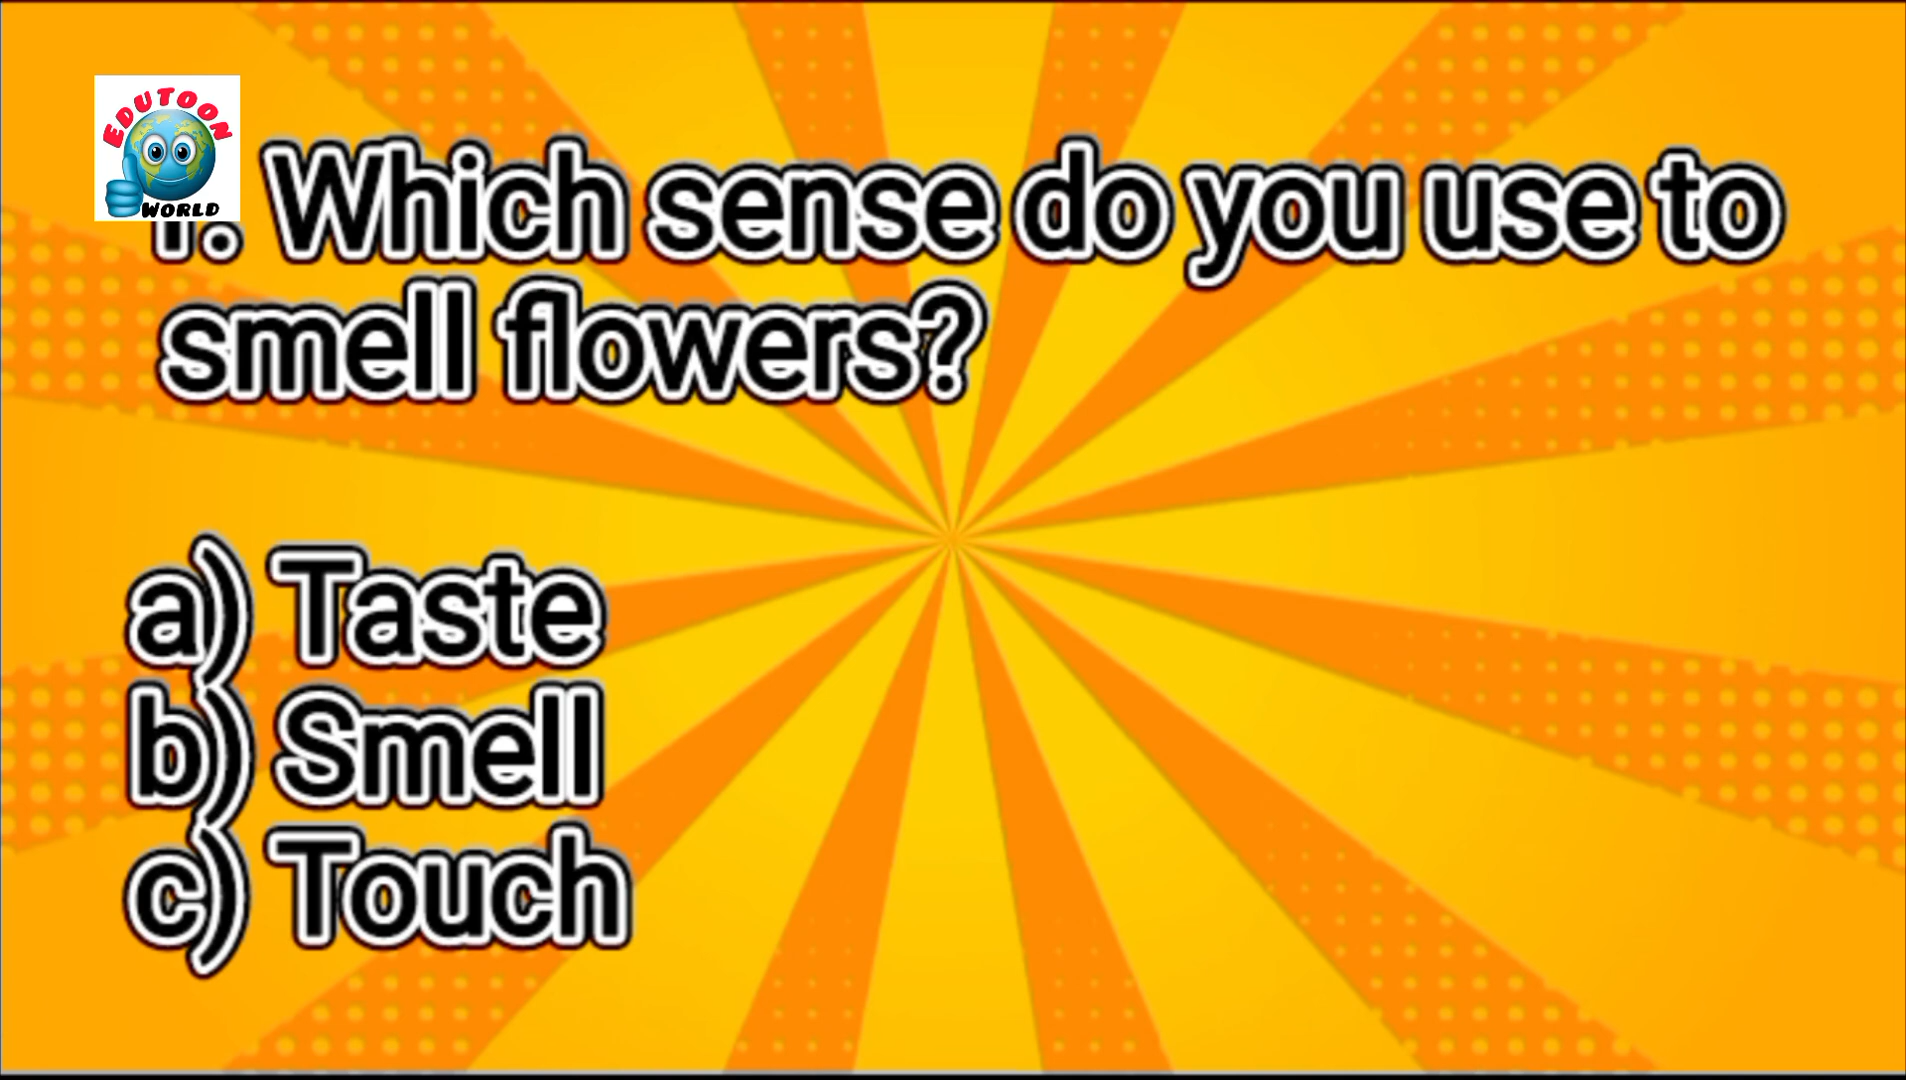 EDUTOON
WORLD
1. Which sense do you use to
smell flowers?
a) Taste
b) Smell
c) Touch